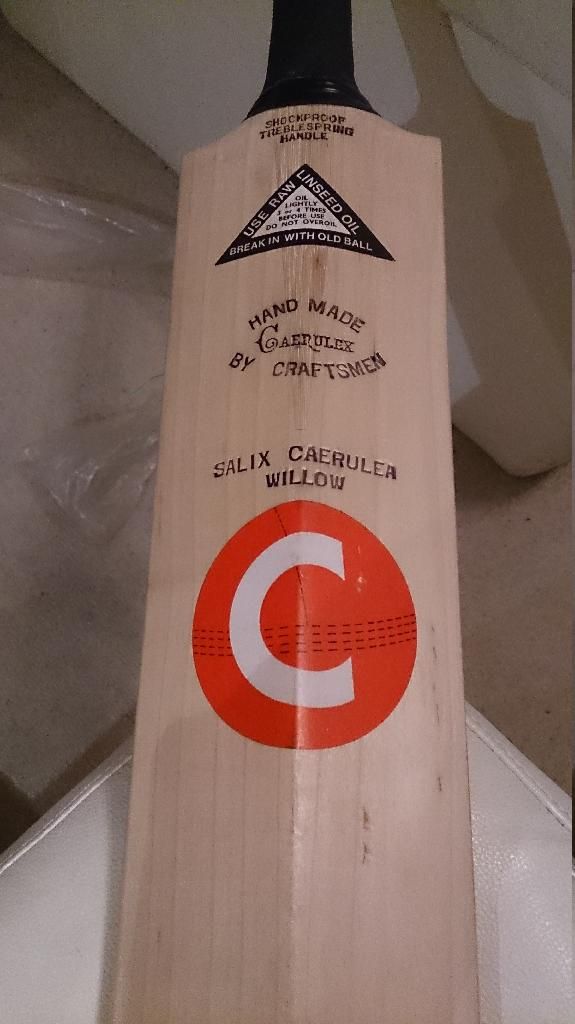 SHOCKPROOF
TREBLESPRING
HANDLE
USE RAW LINSEED OIL
OIL
LIGHTLY
3 or 4 TIMES
BEFORE USE
DO NOT OVEROIL
BREAK IN WITH OLD BALL
HAND MADE
CAERULEX
BY CRAFTSMEN
SALIX CAERULEA
WILLOW
C